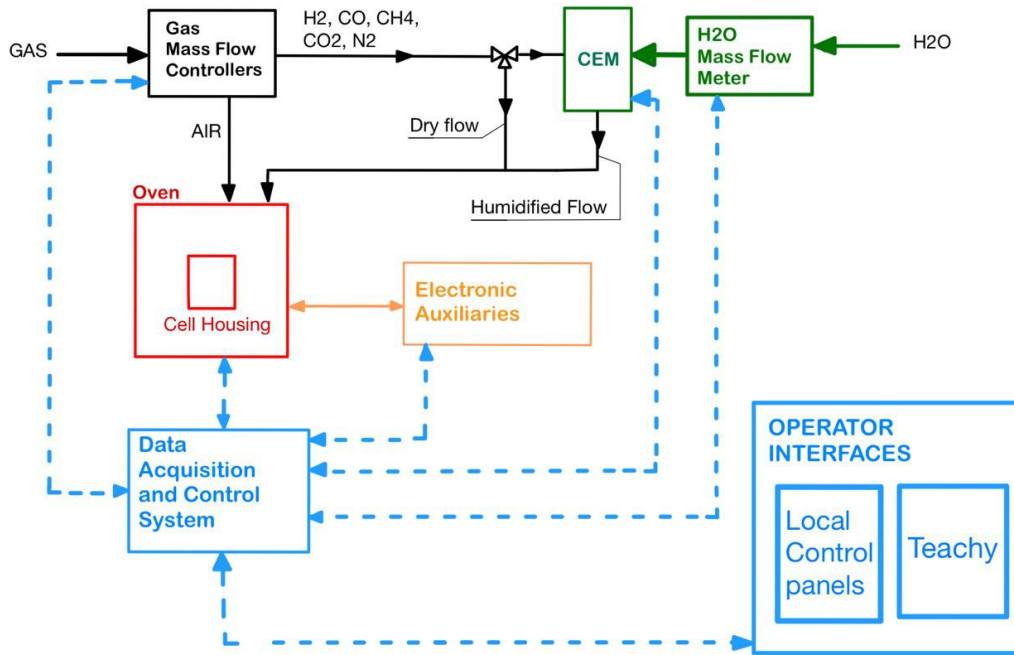 GAS
Gas
Mass Flow
Controllers
H2, CO, CH4,
CO2, N2
CEM
H2O
Mass Flow
Meter
H2O
AIR
Dry flow
Humidified Flow
Oven
Cell Housing
Electronic
Auxiliaries
Data
Acquisition
and Control
System
OPERATOR
INTERFACES
Local
Control
panels
Teachy